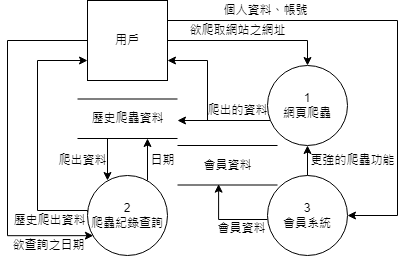 個人資料、帳號
欲爬取網站之網址
用戶
1
網頁爬蟲
爬出的資料
歷史爬蟲資料
爬出資料
日期
會員資料
更強的爬蟲功能
2
爬蟲紀錄查詢
3
會員系統
歷史爬出資料
會員資料
欲查詢之日期